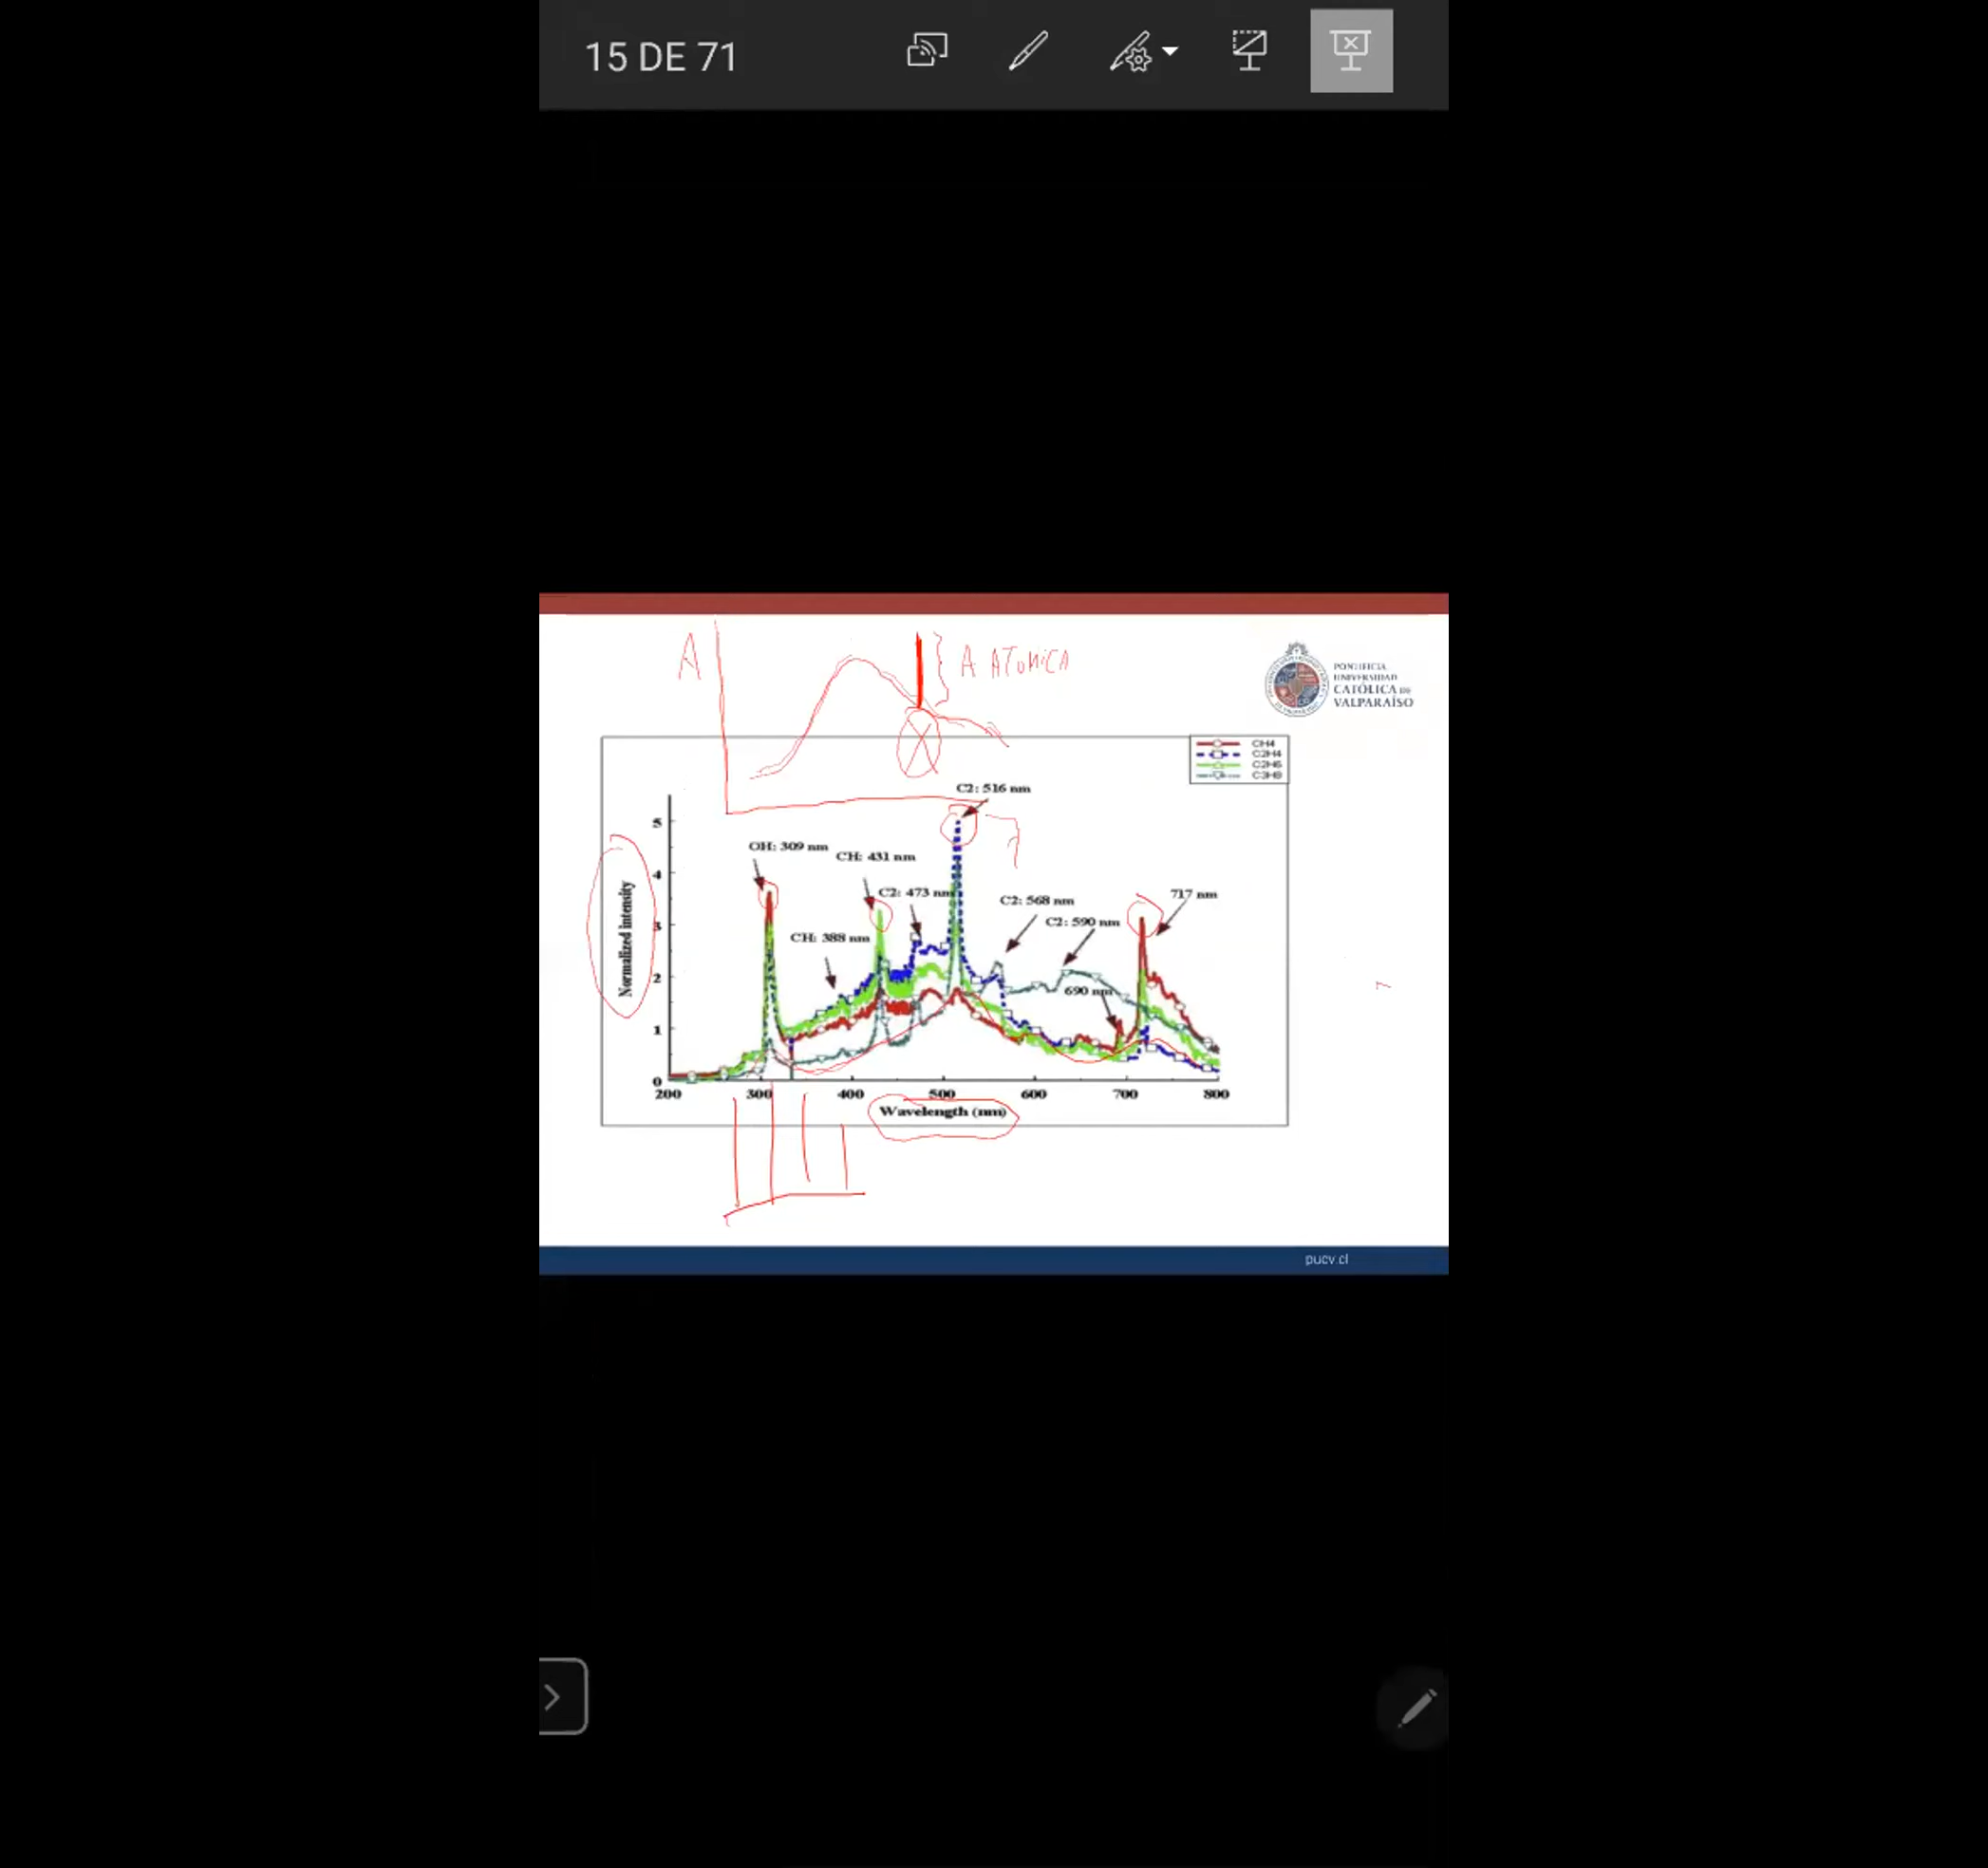 15 DE 71
A
A ATOMICA
PONTIFICIA
UNIVERSIDAD
CATÓLICA DE
VALPARAÍSO
CH4
C2H4
C2H6
C3H8
C2: 516 nm
OH: 309 nm
CH: 431 nm
C2: 473 nm
C2: 568 nm
717 nm
C2: 590 nm
CH: 388 nm
690 nm
Normalized intensity
5
4
3
2
1
0
200 300 400 500 600 700 800
Wavelength (nm)
pucv.cl